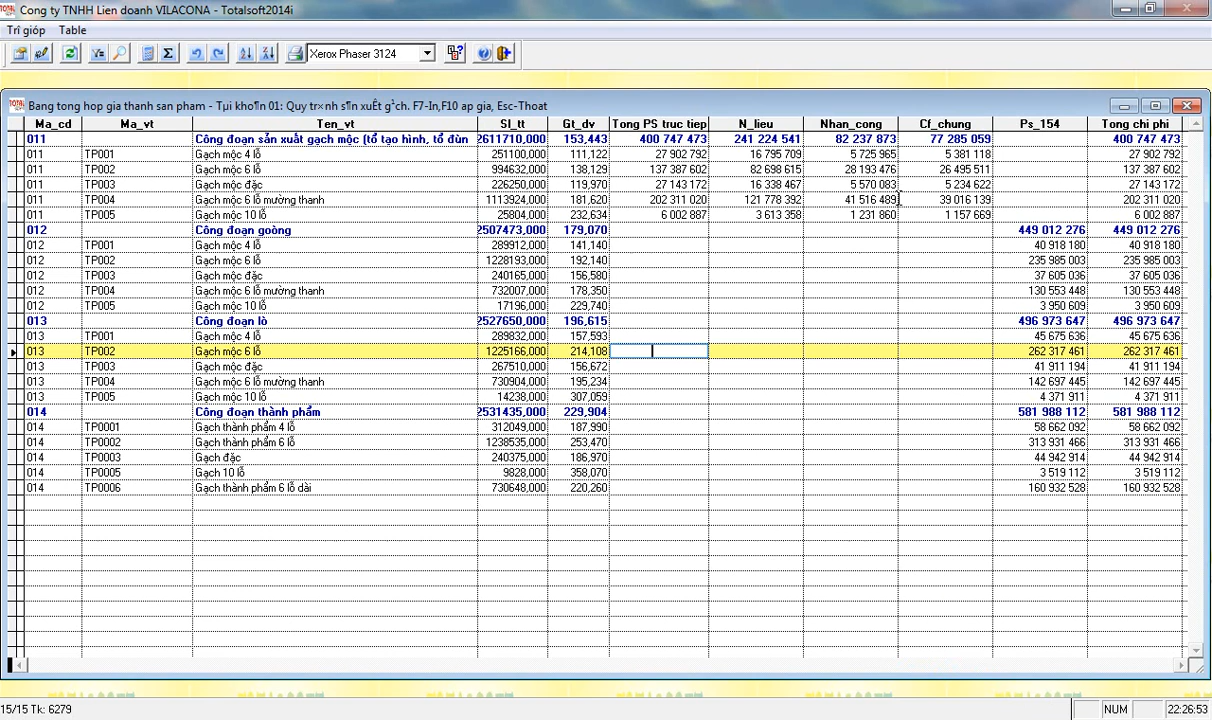 Công ty TNHH Lien doanh VILACONA - Totalsoft2014i
Trî gióp Table
Xerox Phaser 3124
Bang tong hop gia thanh san pham - Tµi kho¶n 01: Quy tr×nh s¶n xuÊt g¹ch. F7-In,F10 ap gia, Esc-Thoat
Ma_cd Ma_vt Ten_vt Sl_tt Gt_dv Tong PS truc tiep N_lieu Nhan_cong Cf_chung Ps_154 Tong chi phi
011 Công đoạn sản xuất gạch mộc (tổ tạo hình, tổ đùn 2611710,000 153,443 400 747 473 241 224 541 82 237 873 77 285 059 400 747 473
011 TP001 Gạch mộc 4 lỗ 251100,000 111,122 27 902 792 16 795 709 5 725 965 5 381 118 27 902 792
011 TP002 Gạch mộc 6 lỗ 994632,000 138,129 137 387 602 82 698 615 28 193 476 26 495 511 137 387 602
011 TP003 Gạch mộc đặc 226250,000 119,970 27 143 172 16 338 467 5 570 083 5 234 622 27 143 172
011 TP004 Gạch mộc 6 lỗ mường thanh 1113924,000 181,620 202 311 020 121 778 392 41 516 489 39 016 139 202 311 020
011 TP005 Gạch mộc 10 lỗ 25804,000 232,634 6 002 887 3 613 358 1 231 860 1 157 669 6 002 887
012 Công đoạn goòng 2507473,000 179,070 449 012 276 449 012 276
012 TP001 Gạch mộc 4 lỗ 289912,000 141,140 40 918 180 40 918 180
012 TP002 Gạch mộc 6 lỗ 1228193,000 192,140 235 985 003 235 985 003
012 TP003 Gạch mộc đặc 240165,000 156,580 37 605 036 37 605 036
012 TP004 Gạch mộc 6 lỗ mường thanh 732007,000 178,350 130 553 448 130 553 448
012 TP005 Gạch mộc 10 lỗ 17196,000 229,740 3 950 609 3 950 609
013 Công đoạn lò 2527650,000 196,615 496 973 647 496 973 647
013 TP001 Gạch mộc 4 lỗ 289832,000 157,593 45 675 636 45 675 636
013 TP002 Gạch mộc 6 lỗ 1225166,000 214,108 262 317 461 262 317 461
013 TP003 Gạch mộc đặc 267510,000 156,672 41 911 194 41 911 194
013 TP004 Gạch mộc 6 lỗ mường thanh 730904,000 195,234 142 697 445 142 697 445
013 TP005 Gạch mộc 10 lỗ 14238,000 307,059 4 371 911 4 371 911
014 Công đoạn thành phẩm 2531435,000 229,904 581 988 112 581 988 112
014 TP0001 Gạch thành phẩm 4 lỗ 312049,000 187,990 58 662 092 58 662 092
014 TP0002 Gạch thành phẩm 6 lỗ 1238535,000 253,470 313 931 466 313 931 466
014 TP0003 Gạch đặc 240375,000 186,970 44 942 914 44 942 914
014 TP0005 Gạch 10 lỗ 9828,000 358,070 3 519 112 3 519 112
014 TP0006 Gạch thành phẩm 6 lỗ dài 730648,000 220,260 160 932 528 160 932 528
15/15 Tk: 6279 NUM 22:26:53